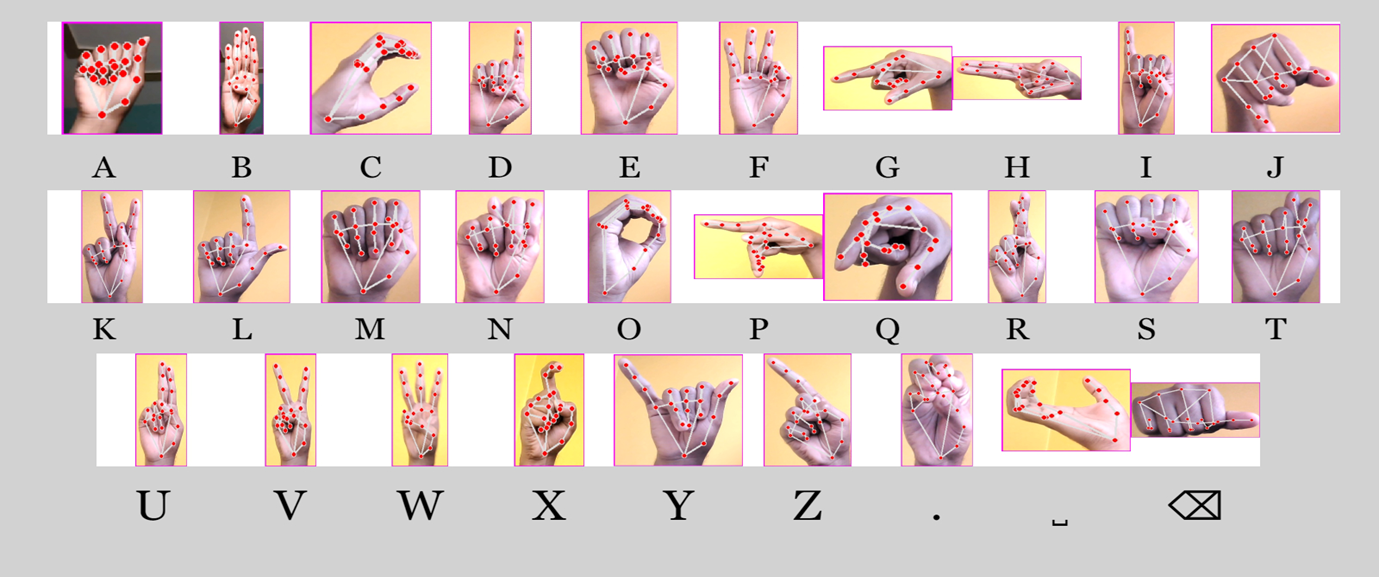 A B C D E F G H I J
K L M N O P Q R S T
U V W X Y Z . ␣ ⌫